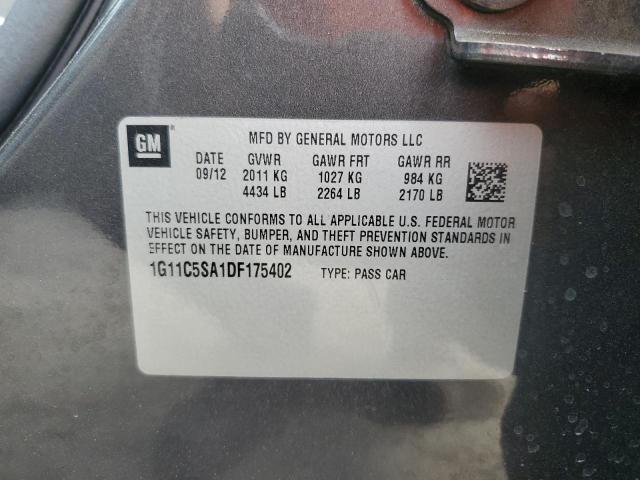 GM
MFD BY GENERAL MOTORS LLC
DATE GVWR GAWR FRT GAWR RR
09/12 2011 KG 1027 KG 984 KG
4434 LB 2264 LB 2170 LB
THIS VEHICLE CONFORMS TO ALL APPLICABLE U.S. FEDERAL MOTOR
VEHICLE SAFETY, BUMPER, AND THEFT PREVENTION STANDARDS IN
EFFECT ON THE DATE OF MANUFACTURE SHOWN ABOVE.
1G11C5SA1DF175402 TYPE: PASS CAR